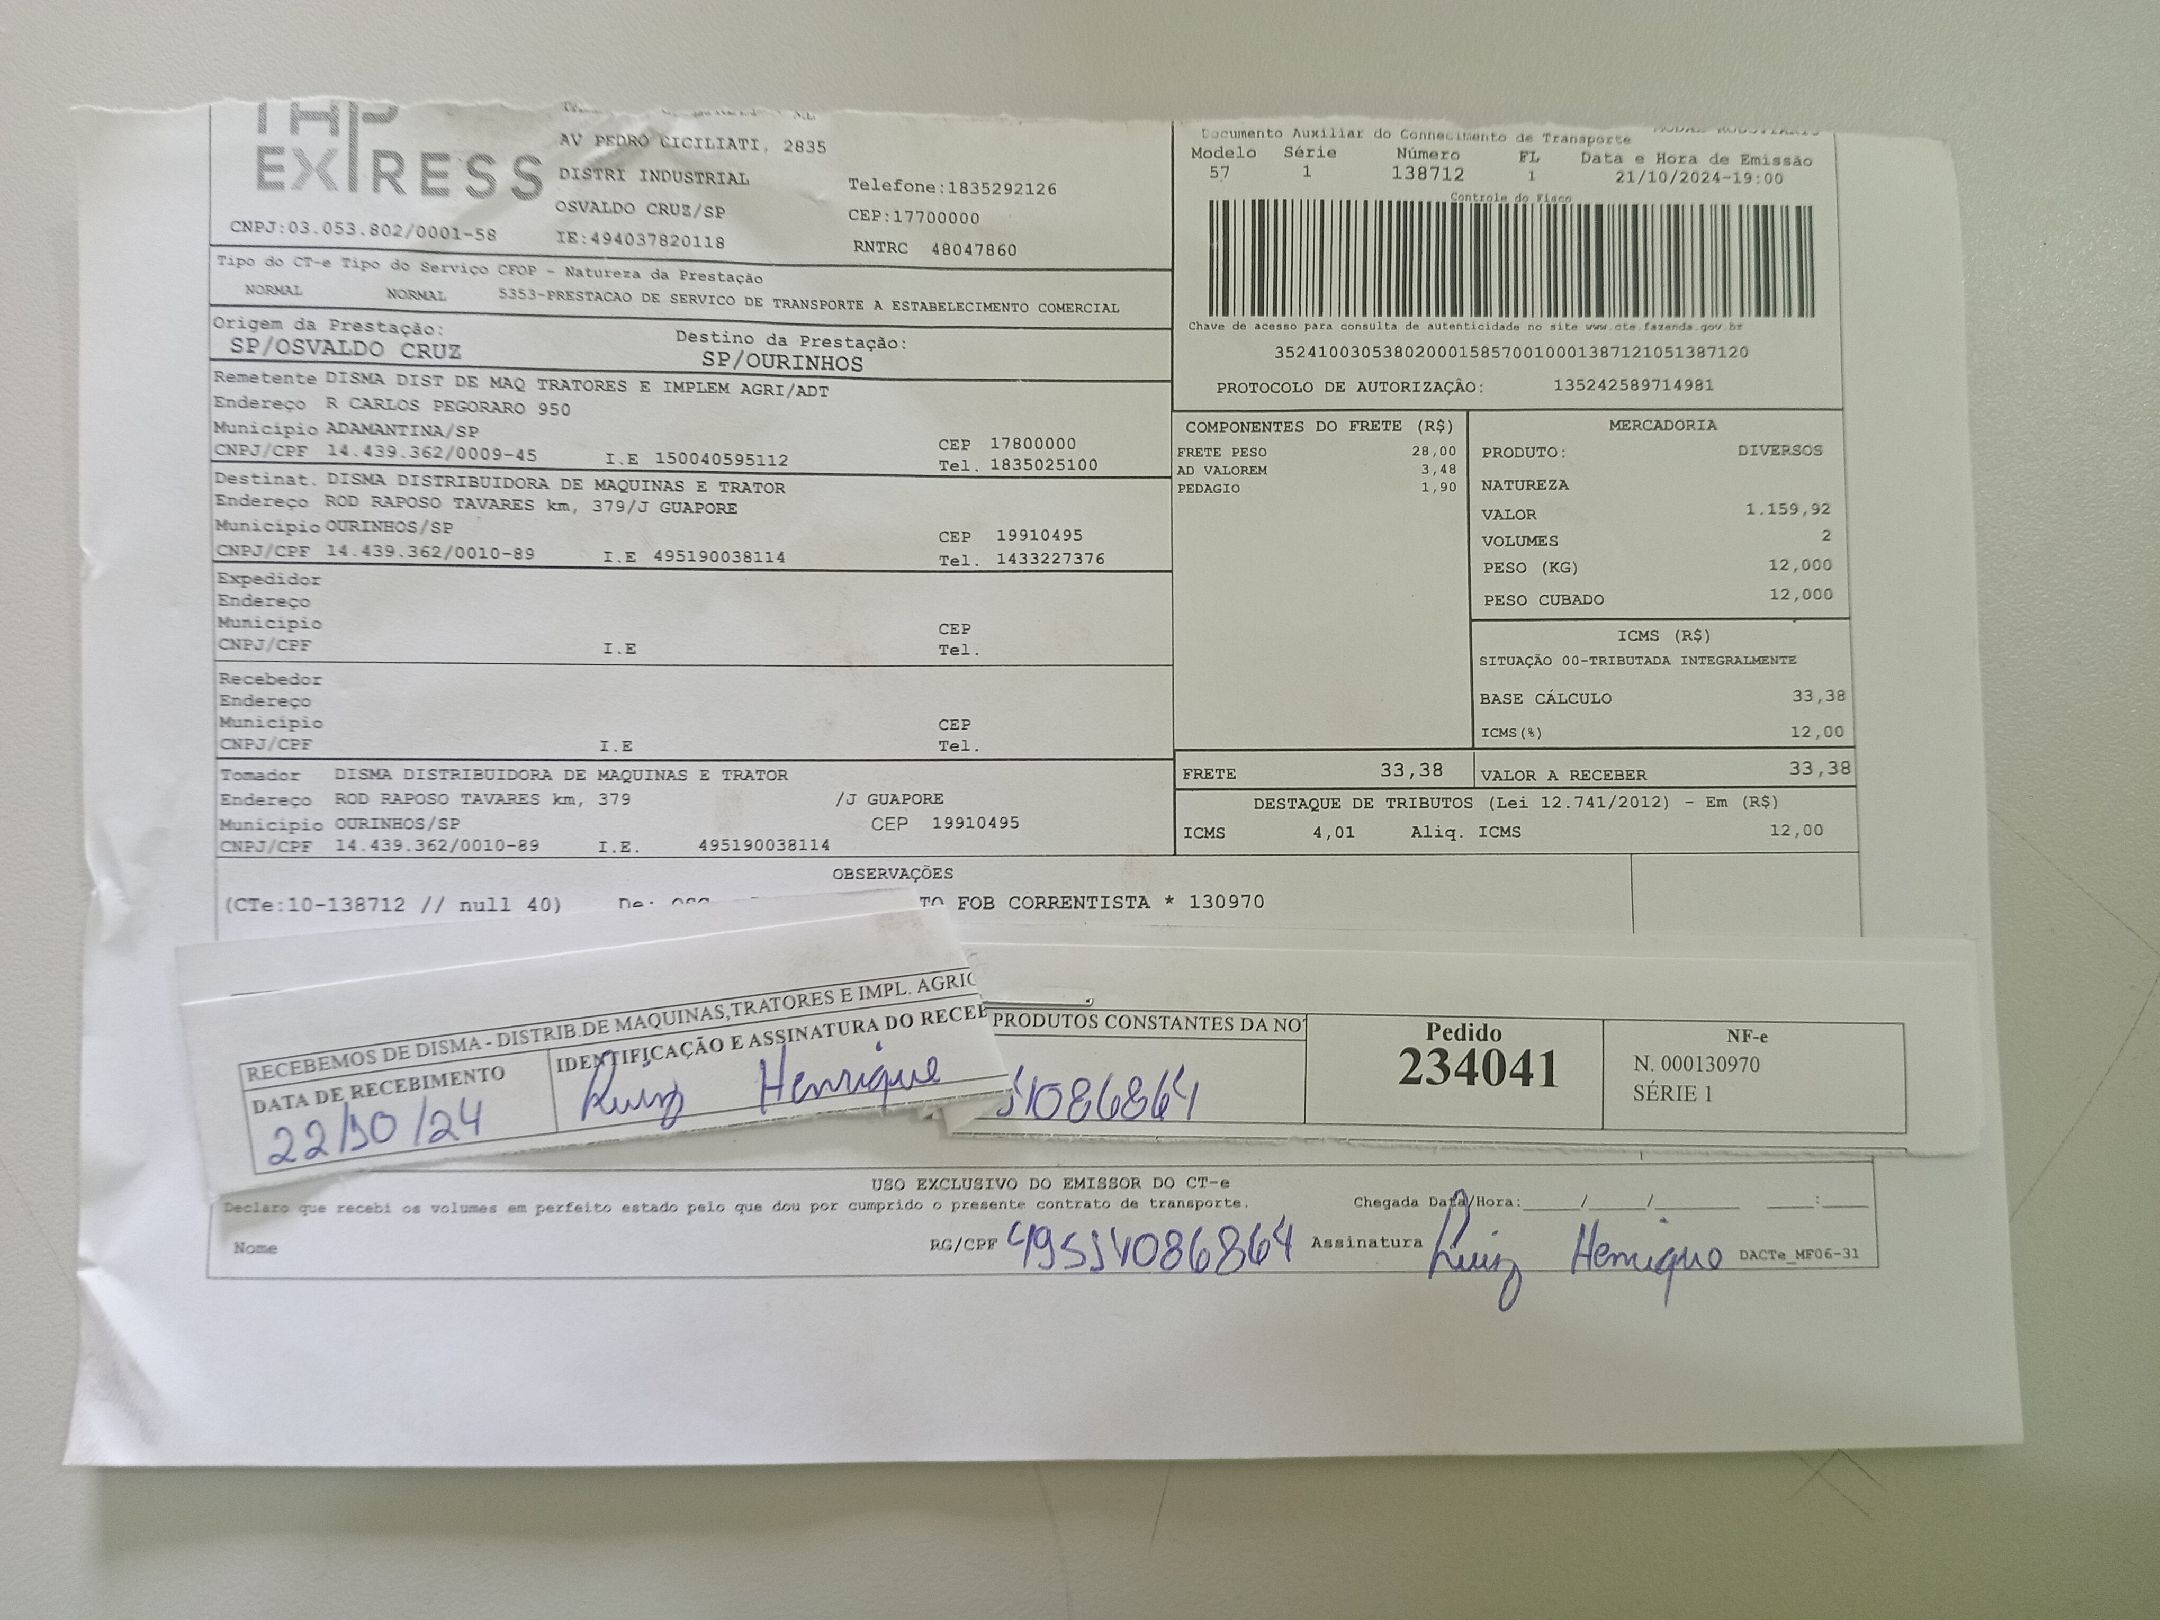 THP
EXPRESS
AV PEDRO CICILIATI, 2835
DISTRI INDUSTRIAL
Telefone:1835292126
OSVALDO CRUZ/SP
CEP:17700000
CNPJ:03.053.802/0001-58
IE:494037820118
RNTRC 48047860
Documento Auxiliar do Conhecimento de Transporte
Modelo Série Número FL Data e Hora de Emissão
57 1 138712 1 21/10/2024-19:00
Controle do Fisco
Chave de acesso para consulta de autenticidade no site www.cte.fazenda.gov.br
35241003053802000158570010001387121051387120
PROTOCOLO DE AUTORIZAÇÃO: 135242589714981
Tipo do CT-e Tipo do Serviço CFOP - Natureza da Prestação
NORMAL NORMAL 5353-PRESTACAO DE SERVICO DE TRANSPORTE A ESTABELECIMENTO COMERCIAL
Origem da Prestação: Destino da Prestação:
SP/OSVALDO CRUZ SP/OURINHOS
Remetente DISMA DIST DE MAQ TRATORES E IMPLEM AGRI/ADT
Endereço R CARLOS PEGORARO 950
Município ADAMANTINA/SP CEP 17800000
CNPJ/CPF 14.439.362/0009-45 I.E 150040595112 Tel. 1835025100
Destinat. DISMA DISTRIBUIDORA DE MAQUINAS E TRATOR
Endereço ROD RAPOSO TAVARES km, 379/J GUAPORE
Município OURINHOS/SP CEP 19910495
CNPJ/CPF 14.439.362/0010-89 I.E 495190038114 Tel. 1433227376
Expedidor
Endereço
Município CEP
CNPJ/CPF I.E Tel.
Recebedor
Endereço
Município CEP
CNPJ/CPF I.E Tel.
Tomador DISMA DISTRIBUIDORA DE MAQUINAS E TRATOR
Endereço ROD RAPOSO TAVARES km, 379 /J GUAPORE
Município OURINHOS/SP CEP 19910495
CNPJ/CPF 14.439.362/0010-89 I.E. 495190038114
COMPONENTES DO FRETE (R$)
FRETE PESO 28,00
AD VALOREM 3,48
PEDAGIO 1,90
MERCADORIA
PRODUTO: DIVERSOS
NATUREZA
VALOR 1.159,92
VOLUMES 2
PESO (KG) 12,000
PESO CUBADO 12,000
ICMS (R$)
SITUAÇÃO 00-TRIBUTADA INTEGRALMENTE
BASE CÁLCULO 33,38
ICMS(%) 12,00
FRETE 33,38 VALOR A RECEBER 33,38
DESTAQUE DE TRIBUTOS (Lei 12.741/2012) - Em (R$)
ICMS 4,01 Aliq. ICMS 12,00
OBSERVAÇÕES
(CTe:10-138712 // null 40) De: TO FOB CORRENTISTA * 130970
RECEBEMOS DE DISMA - DISTRIB.DE MAQUINAS,TRATORES E IMPL. AGRIC
PRODUTOS CONSTANTES DA NO
DATA DE RECEBIMENTO IDENTIFICAÇÃO E ASSINATURA DO RECEB
22/10/24 Luiz Henrique 086864
Pedido
234041
NF-e
N. 000130970
SÉRIE 1
USO EXCLUSIVO DO EMISSOR DO CT-e
Declaro que recebi os volumes em perfeito estado pelo que dou por cumprido o presente contrato de transporte. Chegada Data/Hora:____/____/____ ___:___
Nome RG/CPF Assinatura Luiz Henrique DACTe_MF06-31